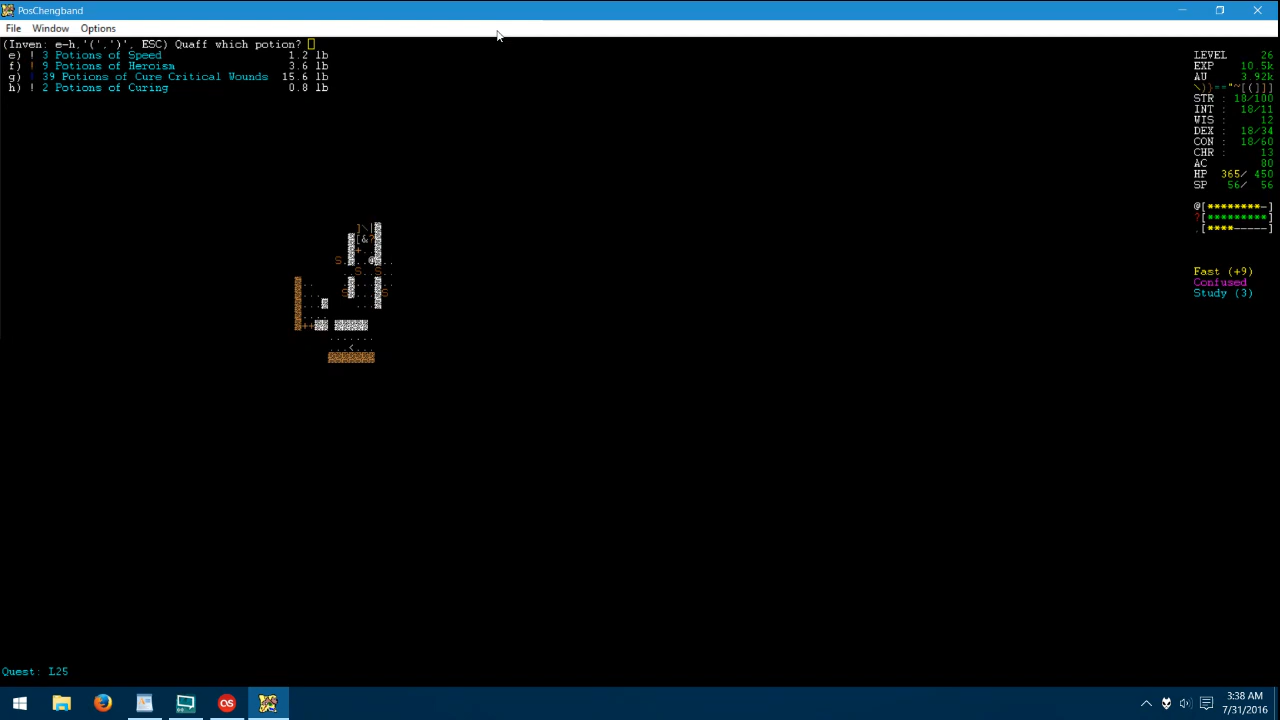 PosChengband
File Window Options
(Inven: e-h,'(',')', ESC) Quaff which potion?
e) ! 3 Potions of Speed 1.2 lb
f) ! 9 Potions of Heroism 3.6 lb
g) ! 39 Potions of Cure Critical Wounds 15.6 lb
h) ! 2 Potions of Curing 0.8 lb
LEVEL 26
EXP 10.5k
AU 3.92k
\)}=="~[(]]]
STR : 18/100
INT : 18/11
WIS : 12
DEX : 18/34
CON : 18/60
CHR : 13
AC 80
HP 365/ 450
SP 56/ 56
@[********-]
?[*********]
.[****-----]
Fast (+9)
Confused
Study (3)
Quest: L25
3:38 AM
7/31/2016